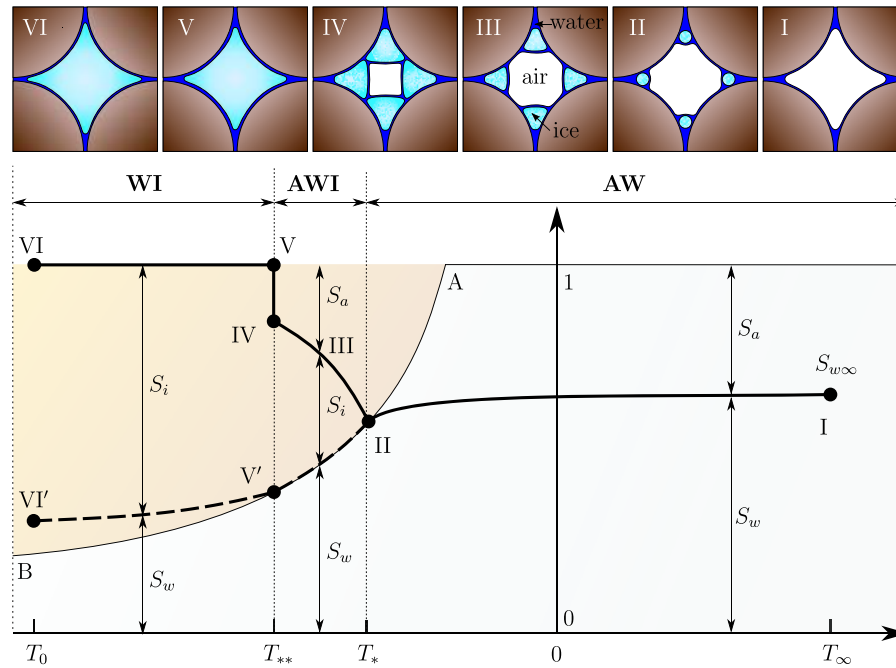 VI V IV III II I
water
air
ice
WI AWI AW
VI V A 1
S_a
IV III
S_a
S_{w∞}
S_i
S_i
II I
V′
VI′
S_w
S_w
B
S_w
0
T_0 T_{**} T_* 0 T_∞